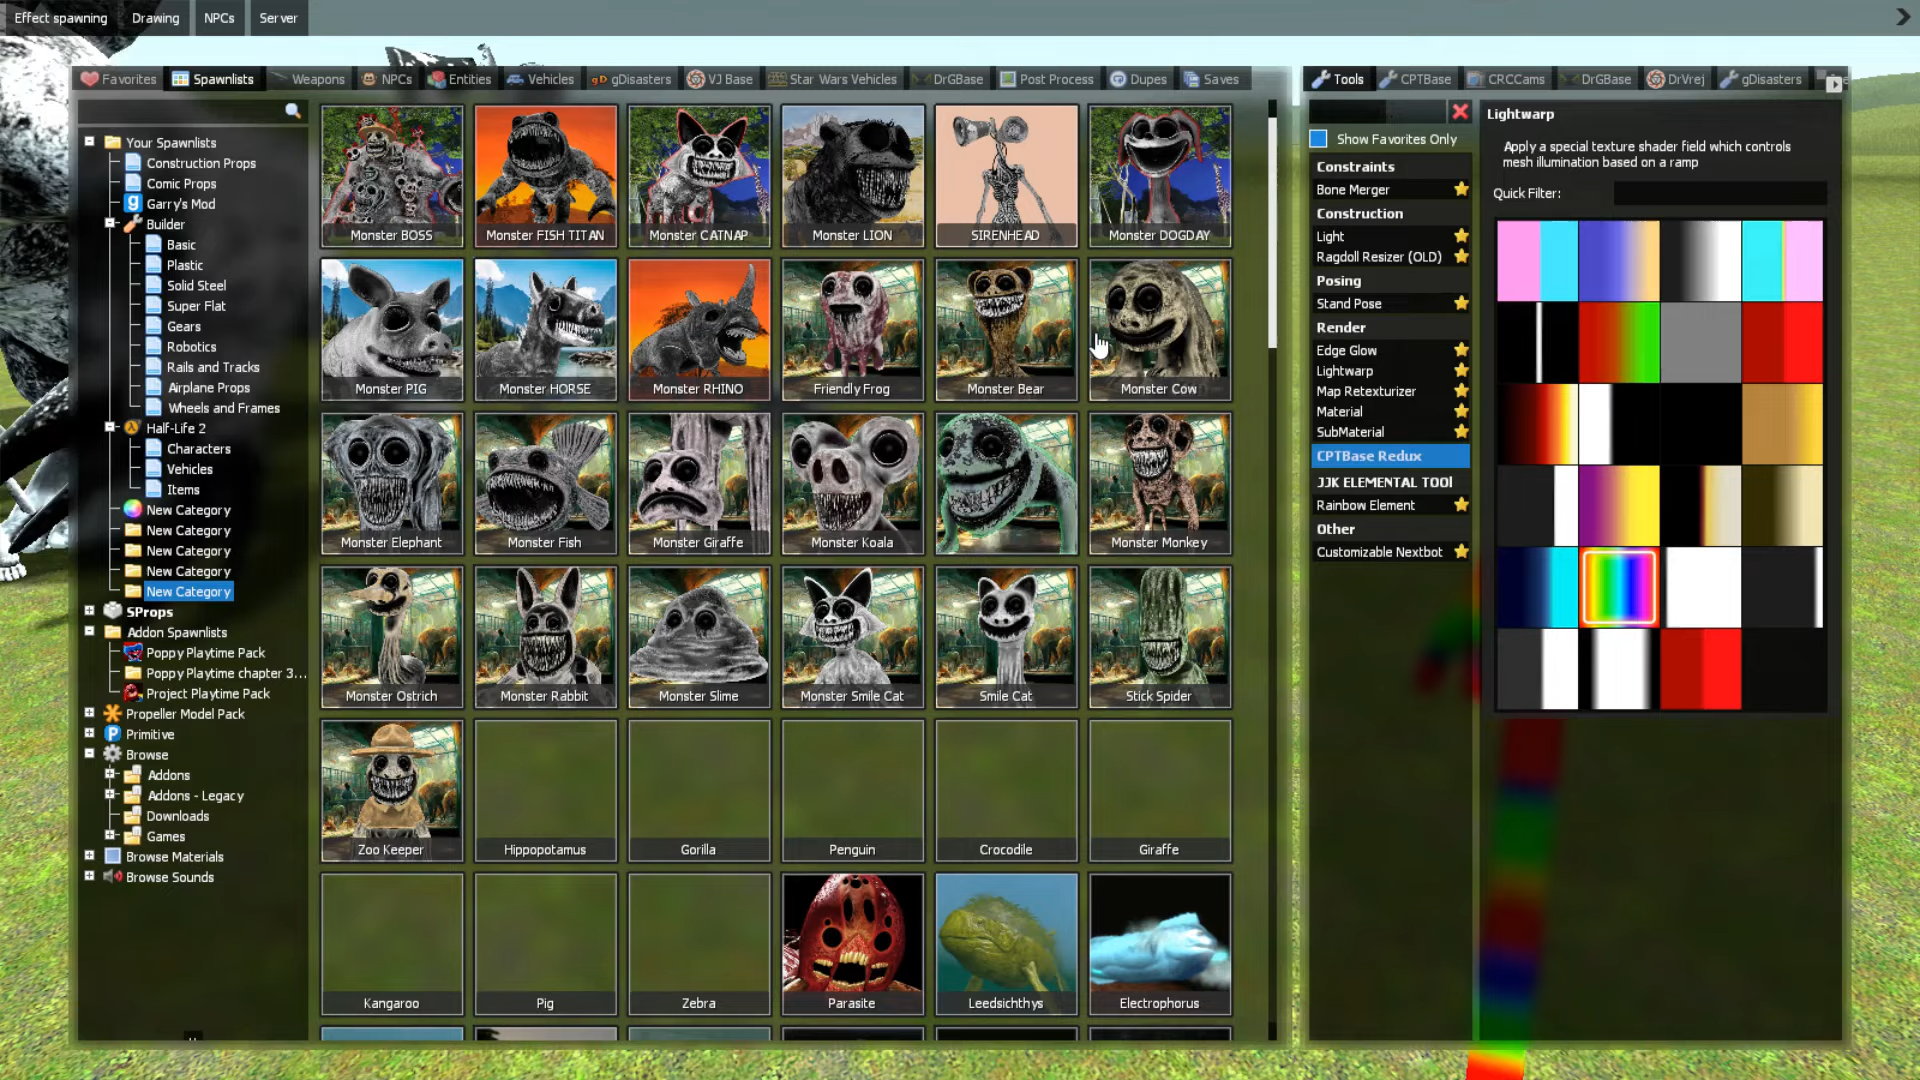 Effect spawning Drawing NPCs Server
Favorites Spawnlists Weapons NPCs Entities Vehicles gDisasters VJ Base Star Wars Vehicles DrGBase Post Process Dupes Saves
Your Spawnlists
Construction Props
Comic Props
Garry's Mod
Builder
Basic
Plastic
Solid Steel
Super Flat
Gears
Robotics
Rails and Tracks
Airplane Props
Wheels and Frames
Half-Life 2
Characters
Vehicles
Items
New Category
New Category
New Category
New Category
New Category
SProps
Addon Spawnlists
Poppy Playtime Pack
Poppy Playtime chapter 3...
Project Playtime Pack
Propeller Model Pack
Primitive
Browse
Addons
Addons - Legacy
Downloads
Games
Browse Materials
Browse Sounds
Monster BOSS Monster FISH TITAN Monster CATNAP Monster LION SIRENHEAD Monster DOGDAY
Monster PIG Monster HORSE Monster RHINO Friendly Frog Monster Bear Monster Cow
Monster Elephant Monster Fish Monster Giraffe Monster Koala Monster Monkey
Monster Ostrich Monster Rabbit Monster Slime Monster Smile Cat Smile Cat Stick Spider
Zoo Keeper Hippopotamus Gorilla Penguin Crocodile Giraffe
Kangaroo Pig Zebra Parasite Leedsichthys Electrophorus
Tools CPTBase CRCCams DrGBase DrVrej gDisasters
Show Favorites Only
Constraints
Bone Merger
Construction
Light
Ragdoll Resizer (OLD)
Posing
Stand Pose
Render
Edge Glow
Lightwarp
Map Retexturizer
Material
SubMaterial
CPTBase Redux
JJK ELEMENTAL TOOl
Rainbow Element
Other
Customizable Nextbot
Lightwarp
Apply a special texture shader field which controls
mesh illumination based on a ramp
Quick Filter: